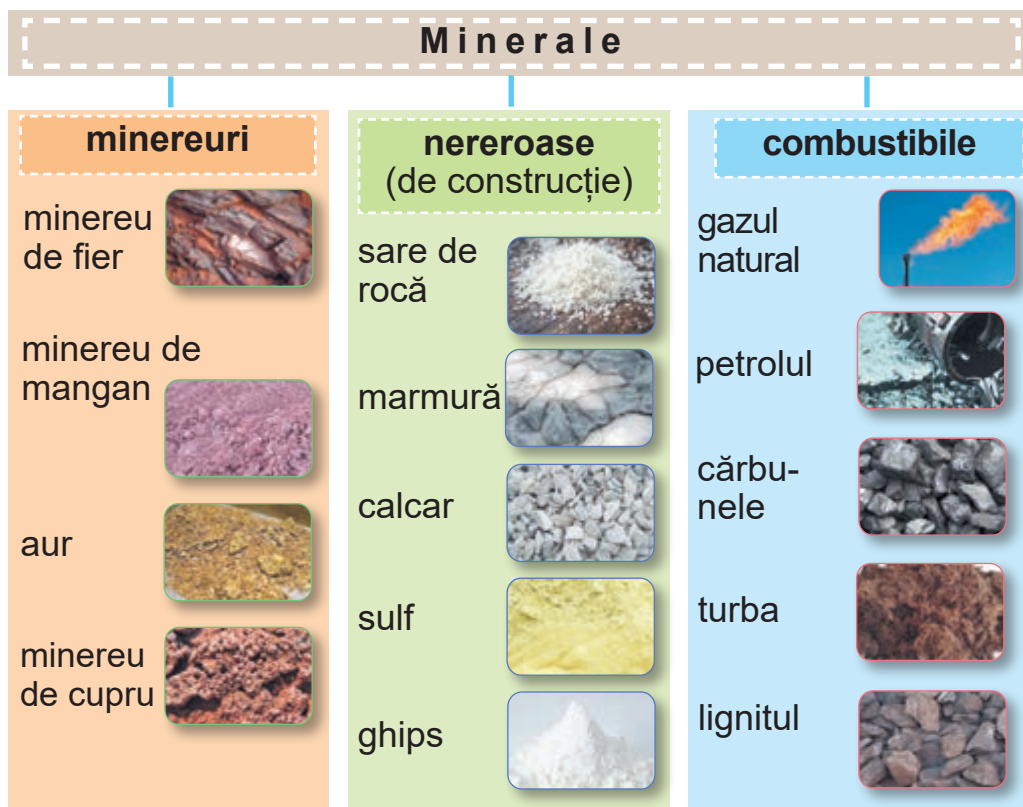 Minerale
minereuri
minereu
de fier
minereu de
mangan
aur
minereu
de cupru
nereroase
(de construcție)
sare de
rocă
marmură
calcar
sulf
ghips
combustibile
gazul
natural
petrolul
cărbu-
nele
turba
lignitul